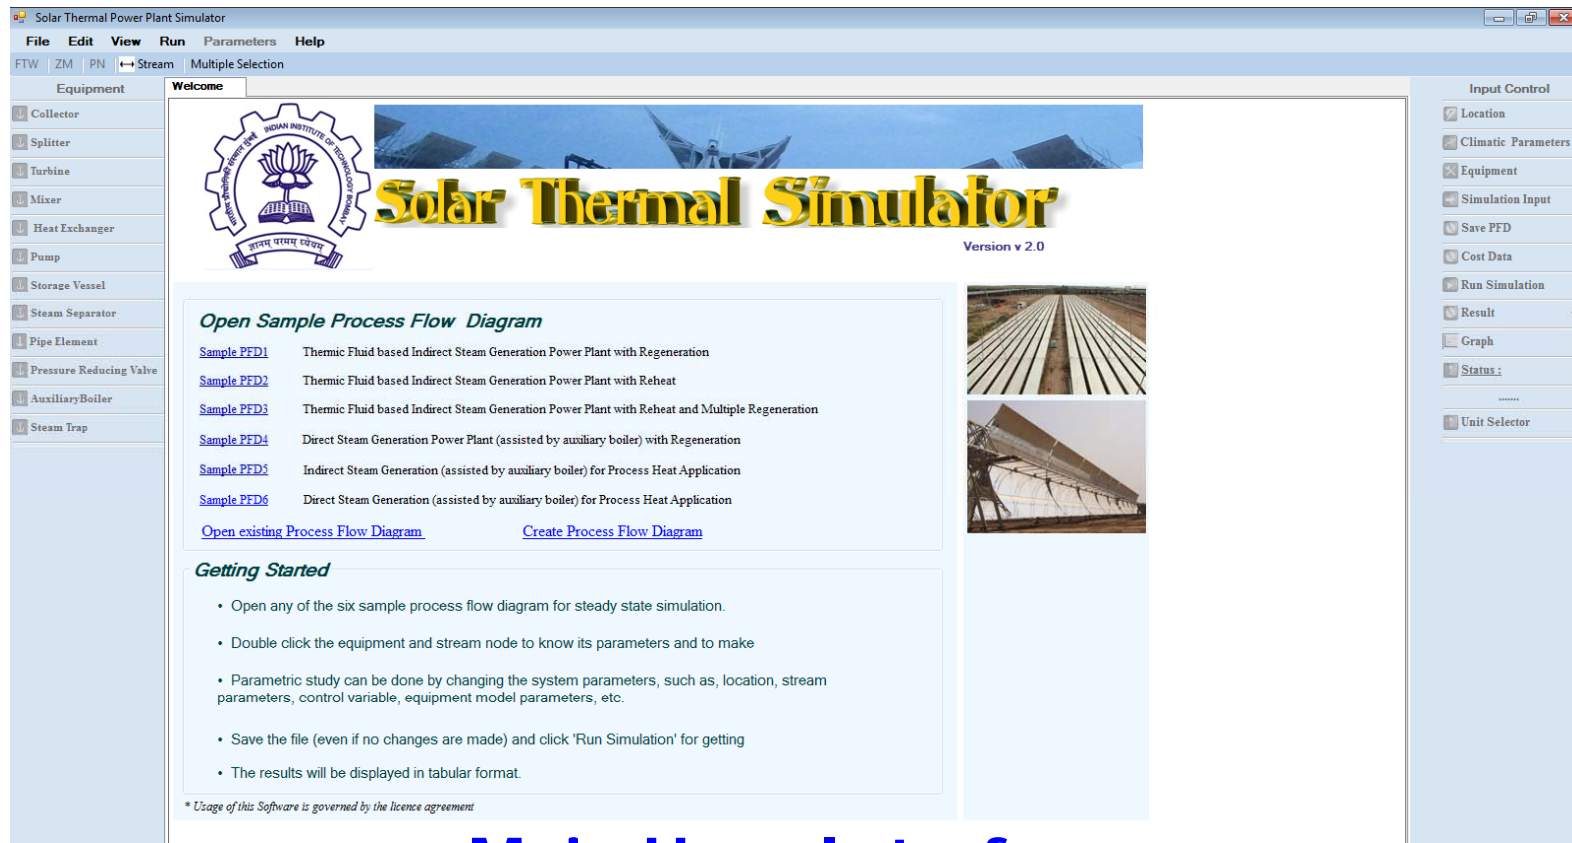 Solar Thermal Power Plant Simulator
File Edit View Run Parameters Help
FTW ZM PN Stream Multiple Selection
Equipment
Collector
Splitter
Turbine
Mixer
Heat Exchanger
Pump
Storage Vessel
Steam Separator
Pipe Element
Pressure Reducing Valve
AuxiliaryBoiler
Steam Trap
Welcome
INDIAN INSTITUTE OF TECHNOLOGY BOMBAY
ज्ञानम् परमम् ध्येयम्
Solar Thermal Simulator
Version v 2.0
Open Sample Process Flow Diagram
Sample PFD1 Thermic Fluid based Indirect Steam Generation Power Plant with Regeneration
Sample PFD2 Thermic Fluid based Indirect Steam Generation Power Plant with Reheat
Sample PFD3 Thermic Fluid based Indirect Steam Generation Power Plant with Reheat and Multiple Regeneration
Sample PFD4 Direct Steam Generation Power Plant (assisted by auxiliary boiler) with Regeneration
Sample PFD5 Indirect Steam Generation (assisted by auxiliary boiler) for Process Heat Application
Sample PFD6 Direct Steam Generation (assisted by auxiliary boiler) for Process Heat Application
Open existing Process Flow Diagram Create Process Flow Diagram
Getting Started
• Open any of the six sample process flow diagram for steady state simulation.
• Double click the equipment and stream node to know its parameters and to make
• Parametric study can be done by changing the system parameters, such as, location, stream
parameters, control variable, equipment model parameters, etc.
• Save the file (even if no changes are made) and click 'Run Simulation' for getting
• The results will be displayed in tabular format.
* Usage of this Software is governed by the licence agreement
Input Control
Location
Climatic Parameters
Equipment
Simulation Input
Save PFD
Cost Data
Run Simulation
Result
Graph
Status :
.......
Unit Selector